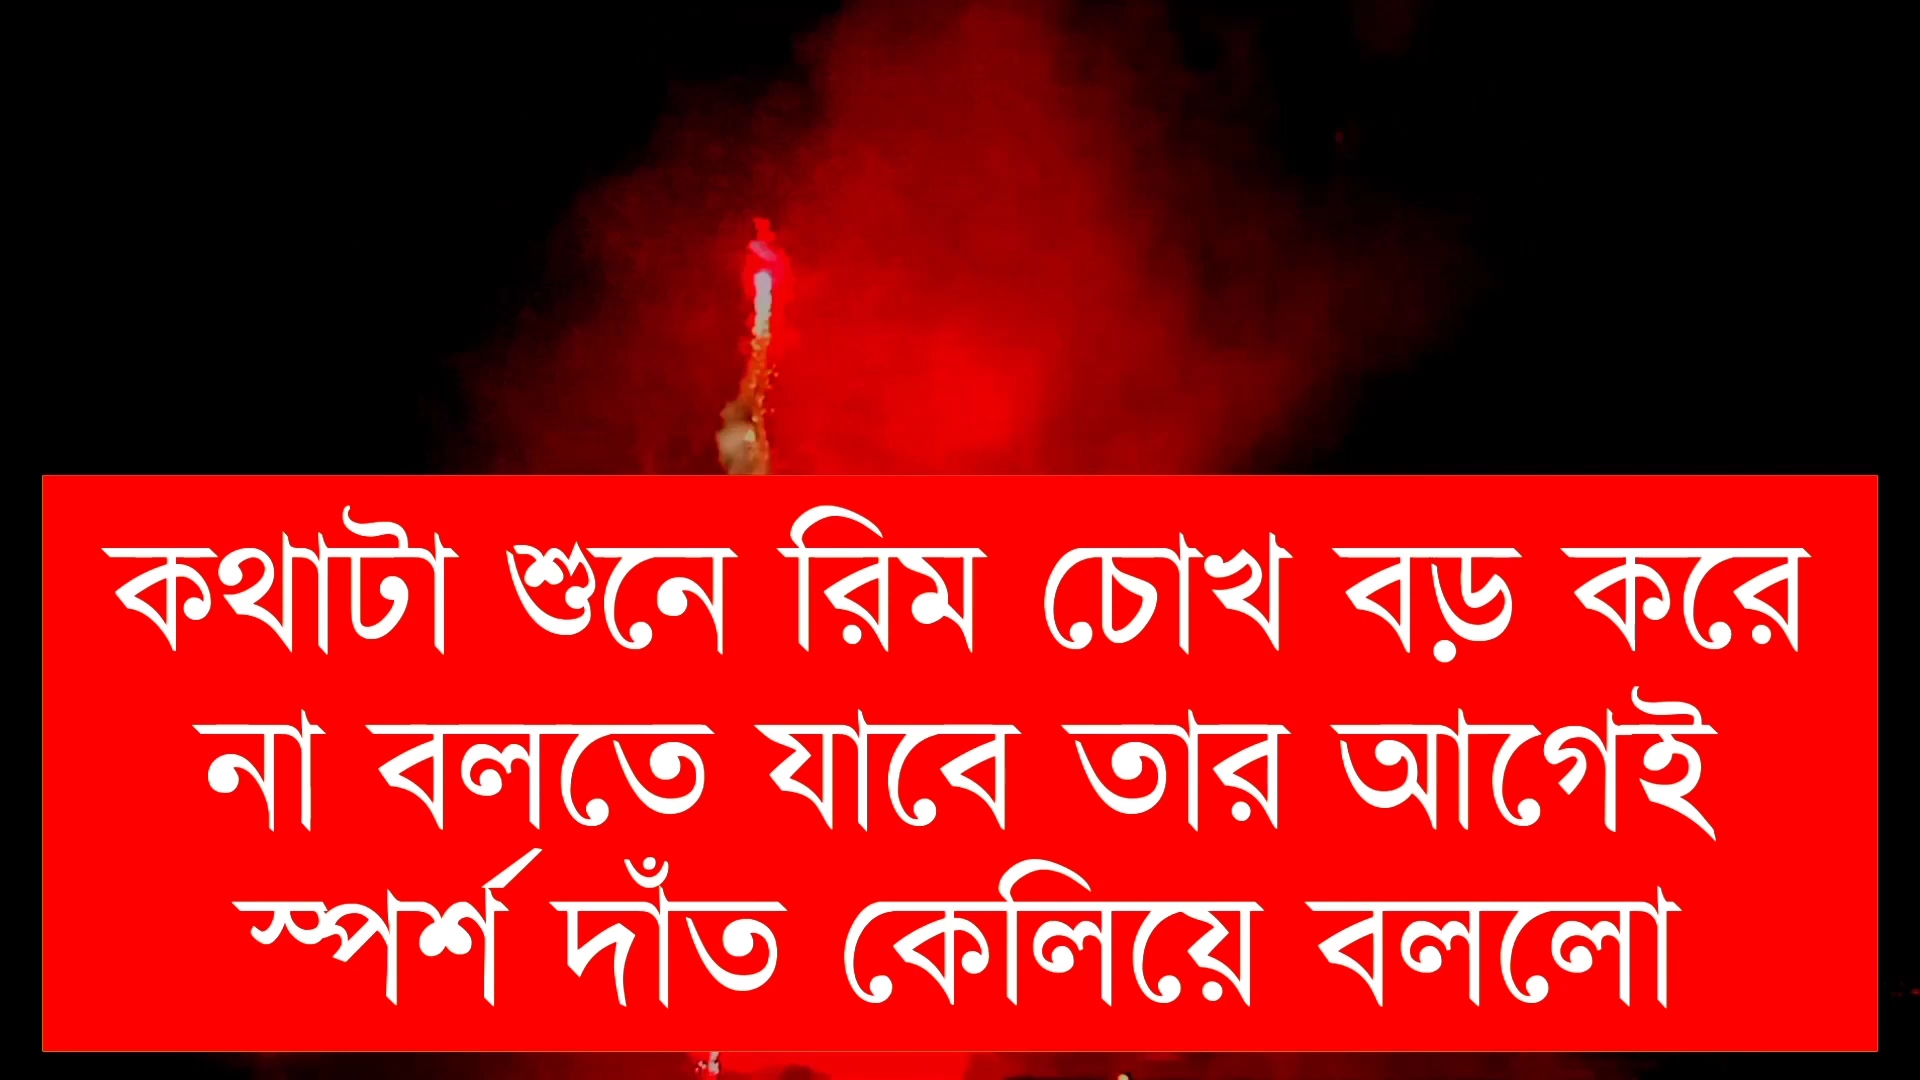 কথাটা শুনে রিম চোখ বড় করে
না বলতে যাবে তার আগেই
স্পর্শ দাঁত কেলিয়ে বললো